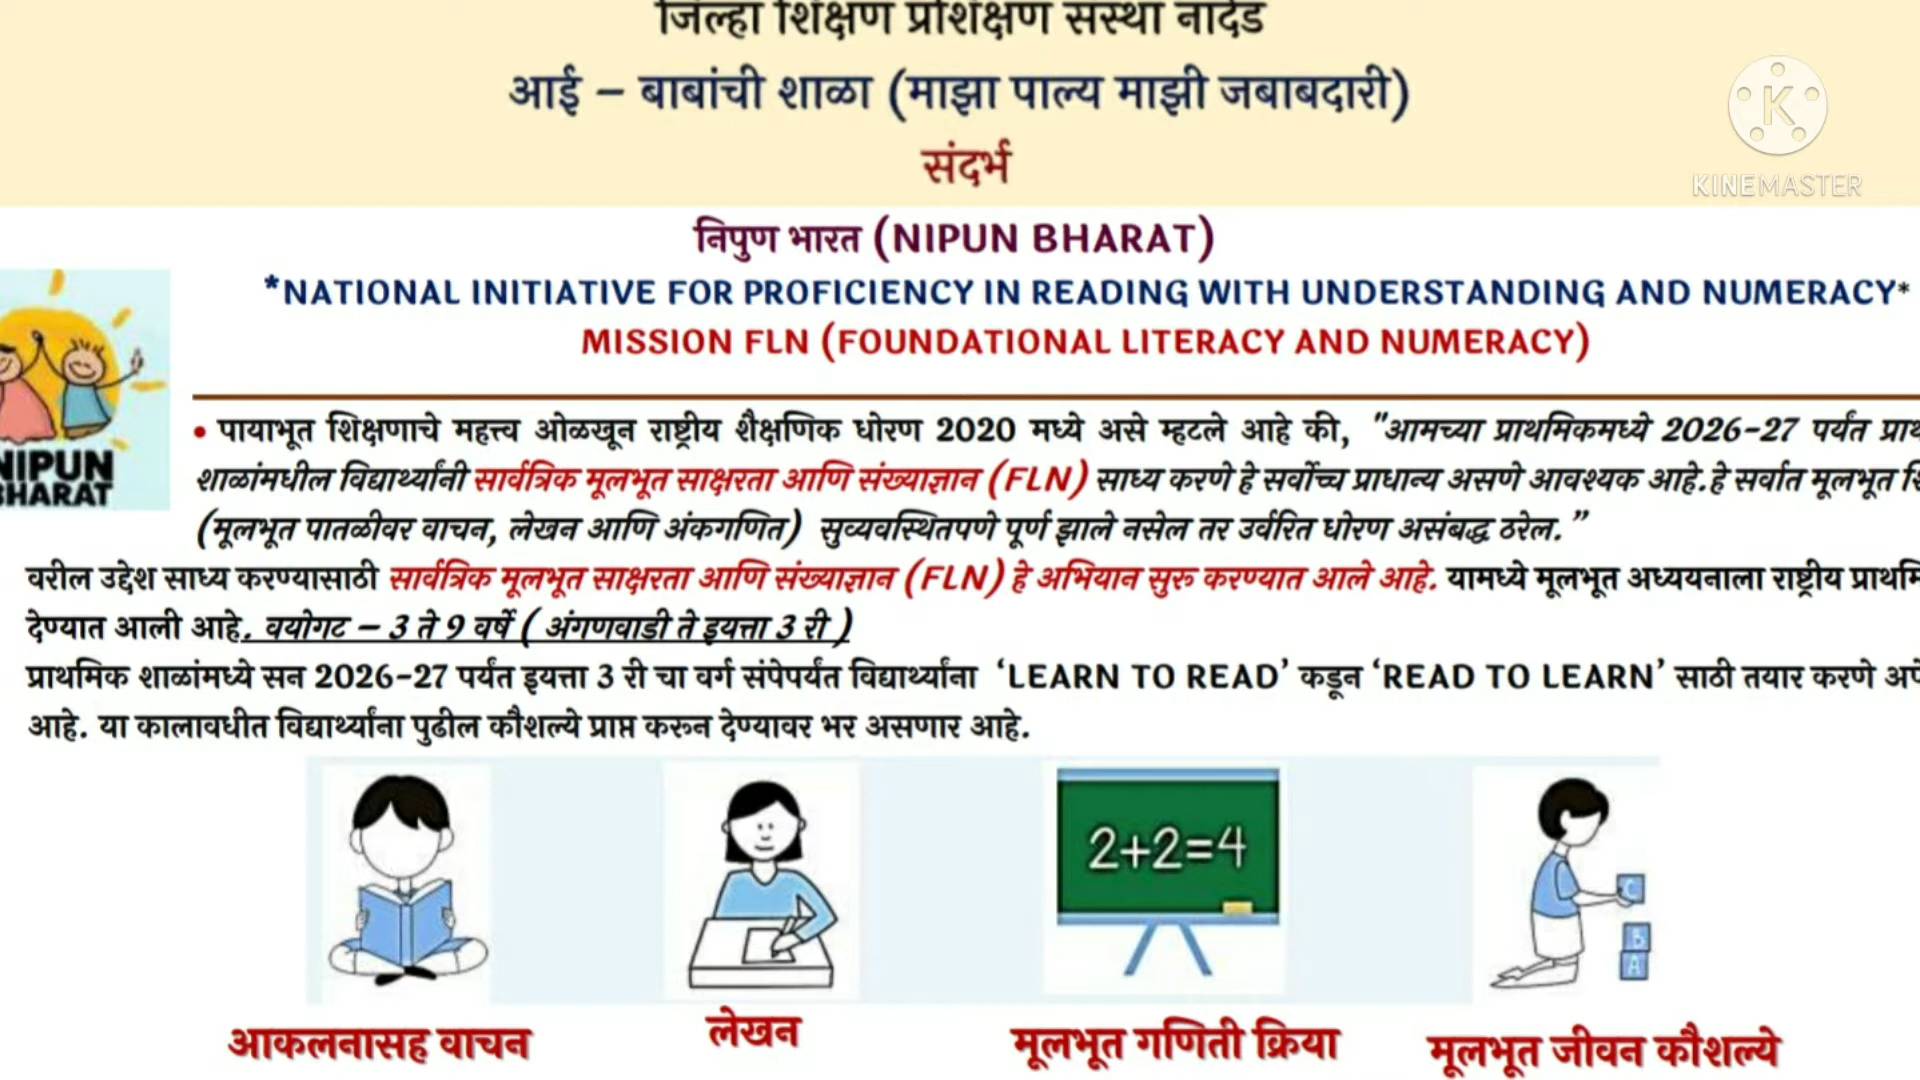 जिल्हा शिक्षण प्रशिक्षण संस्था नांदेड
आई – बाबांची शाळा (माझा पाल्य माझी जबाबदारी)
संदर्भ
KINEMASTER
निपुण भारत (NIPUN BHARAT)
*NATIONAL INITIATIVE FOR PROFICIENCY IN READING WITH UNDERSTANDING AND NUMERACY*
MISSION FLN (FOUNDATIONAL LITERACY AND NUMERACY)
NIPUN
BHARAT
• पायाभूत शिक्षणाचे महत्त्व ओळखून राष्ट्रीय शैक्षणिक धोरण 2020 मध्ये असे म्हटले आहे की, "आमच्या प्राथमिकमध्ये 2026-27 पर्यंत
शाळांमधील विद्यार्थ्यांनी सार्वत्रिक मूलभूत साक्षरता आणि संख्याज्ञान (FLN) साध्य करणे हे सर्वोच्च प्राधान्य असणे आवश्यक आहे.हे सर्वात मूलभूत
(मूलभूत पातळीवर वाचन, लेखन आणि अंकगणित) सुव्यवस्थितपणे पूर्ण झाले नसेल तर उर्वरित धोरण असंबद्ध ठरेल.”
वरील उद्देश साध्य करण्यासाठी सार्वत्रिक मूलभूत साक्षरता आणि संख्याज्ञान (FLN) हे अभियान सुरू करण्यात आले आहे. यामध्ये मूलभूत अध्ययनाला राष्ट्रीय
देण्यात आली आहे. वयोगट – 3 ते 9 वर्षे ( अंगणवाडी ते इयत्ता 3 री )
प्राथमिक शाळांमध्ये सन 2026-27 पर्यंत इयत्ता 3 री चा वर्ग संपेपर्यंत विद्यार्थ्यांना ‘LEARN TO READ’ कडून ‘READ TO LEARN’ साठी तयार करणे
आहे. या कालावधीत विद्यार्थ्यांना पुढील कौशल्ये प्राप्त करून देण्यावर भर असणार आहे.
2+2=4
C
B
A
आकलनासह वाचन
लेखन
मूलभूत गणिती क्रिया
मूलभूत जीवन कौशल्ये